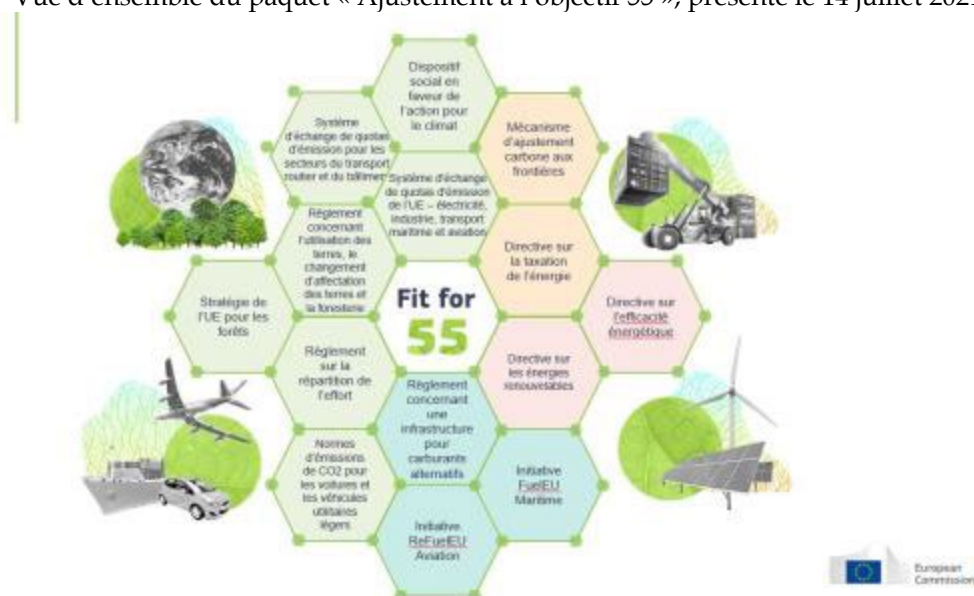 Vue d'ensemble du paquet « Ajustement à l'objectif 55 », présenté le 14 juillet 2021
Dispositif
social en
faveur de
l'action pour
le climat
Système
d'échange de quotas
d'émission pour les
secteurs du transport
routier et du bâtiment
Mécanisme
d'ajustement
carbone aux
frontières
Système d'échange
de quotas d'émission
de l'UE – électricité,
industrie, transport
maritime et aviation
Règlement
concernant
l'utilisation des
terres, le
changement
d'affectation
des terres et
la foresterie
Directive sur
la taxation
de l'énergie
Stratégie de
l'UE pour les
forêts
Fit for
55
Directive sur
l'efficacité
énergétique
Règlement
sur la
répartition de
l'effort
Directive sur
les énergies
renouvelables
Règlement
concernant
une
infrastructure
pour
carburants
alternatifs
Normes
d'émissions
de CO2 pour
les voitures et
les véhicules
utilitaires
légers
Initiative
FuelEU
Maritime
Initiative
ReFuelEU
Aviation
European
Commission